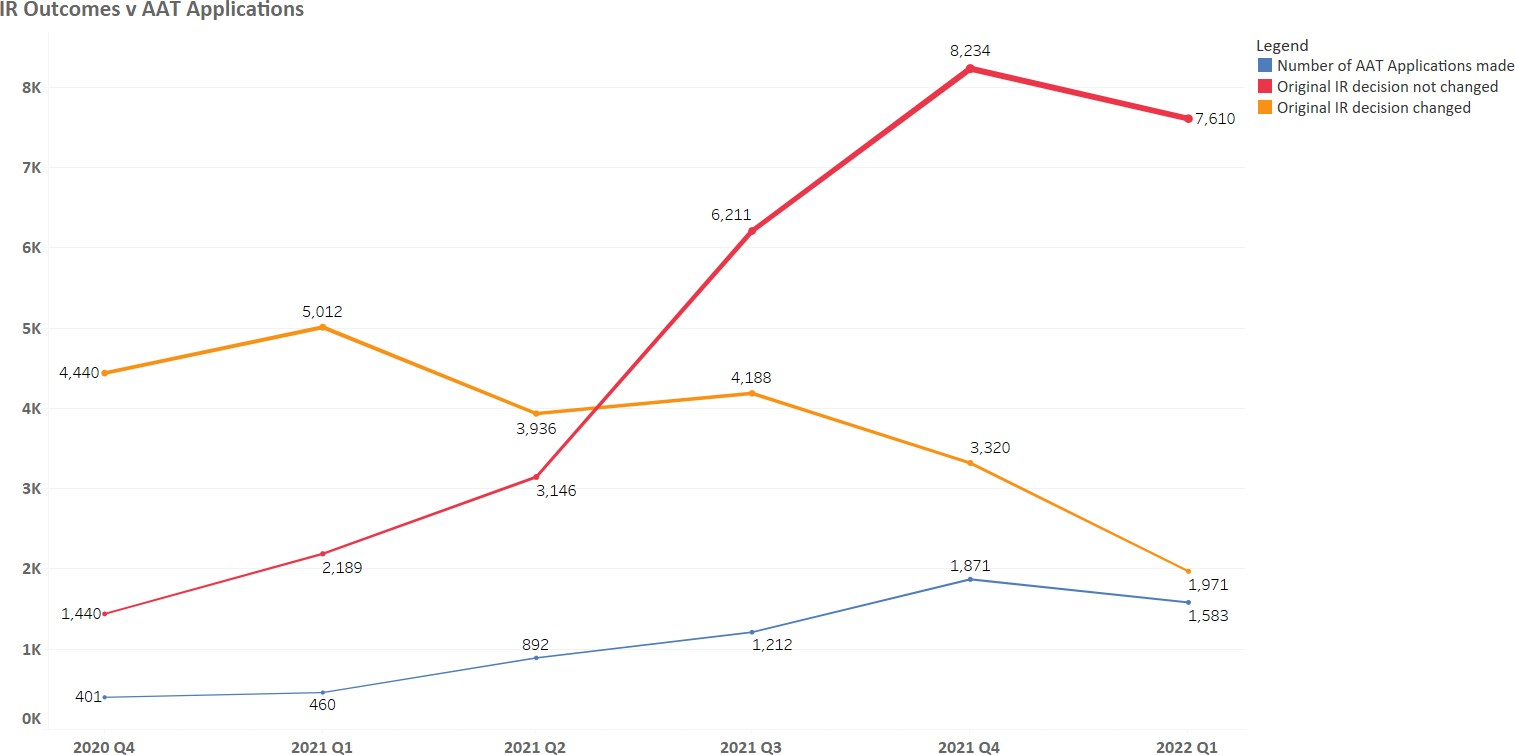 IR Outcomes v AAT Applications
Legend
Number of AAT Applications made
Original IR decision not changed
Original IR decision changed
8K
7K
6K
5K
4K
3K
2K
1K
0K
8,234
7,610
6,211
5,012
4,440
4,188
3,936
3,320
3,146
2,189
1,971
1,871
1,583
1,440
1,212
892
401
460
2020 Q4
2021 Q1
2021 Q2
2021 Q3
2021 Q4
2022 Q1